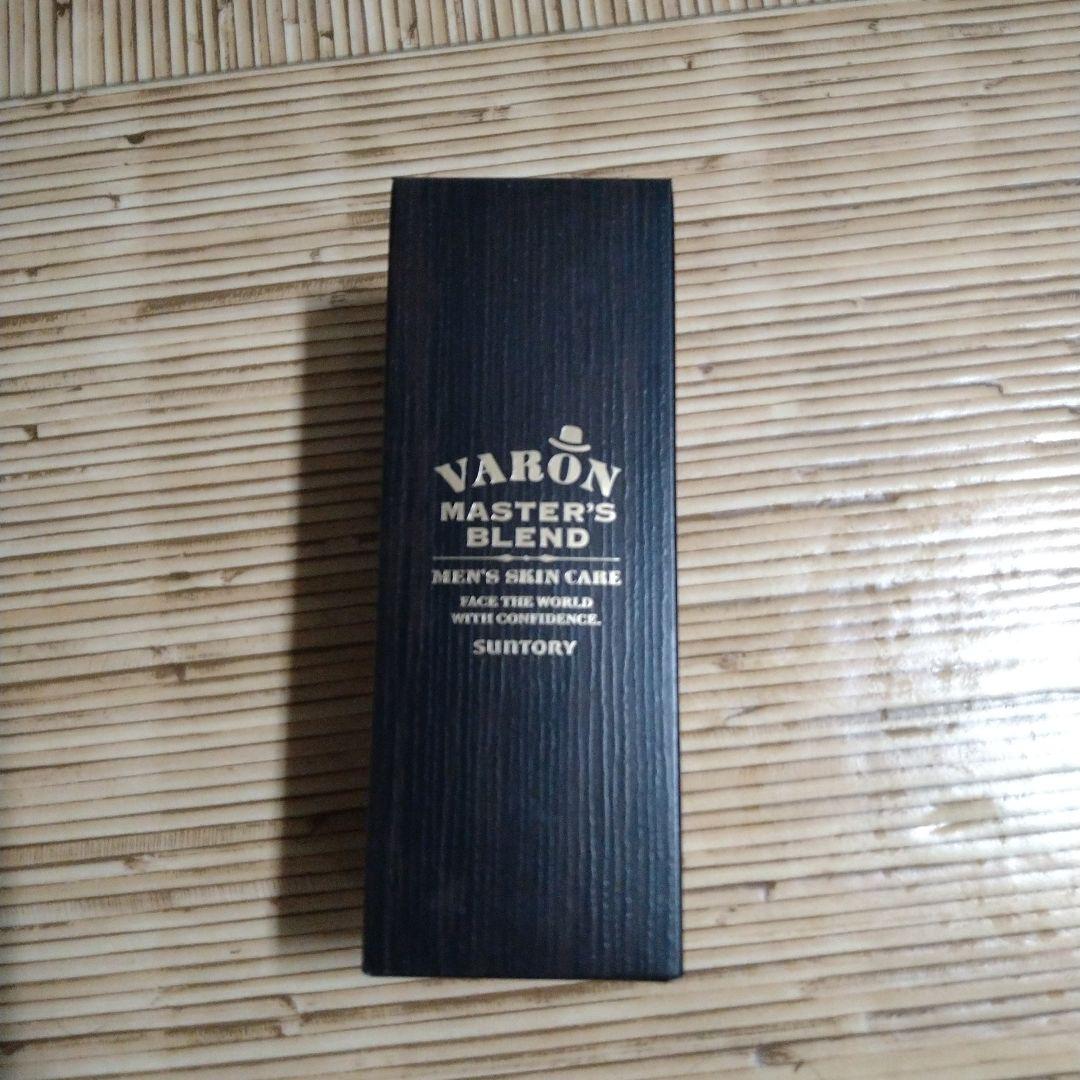 VARON
MASTER'S
BLEND
MEN'S SKIN CARE
FACE THE WORLD
WITH CONFIDENCE.
SUNTORY